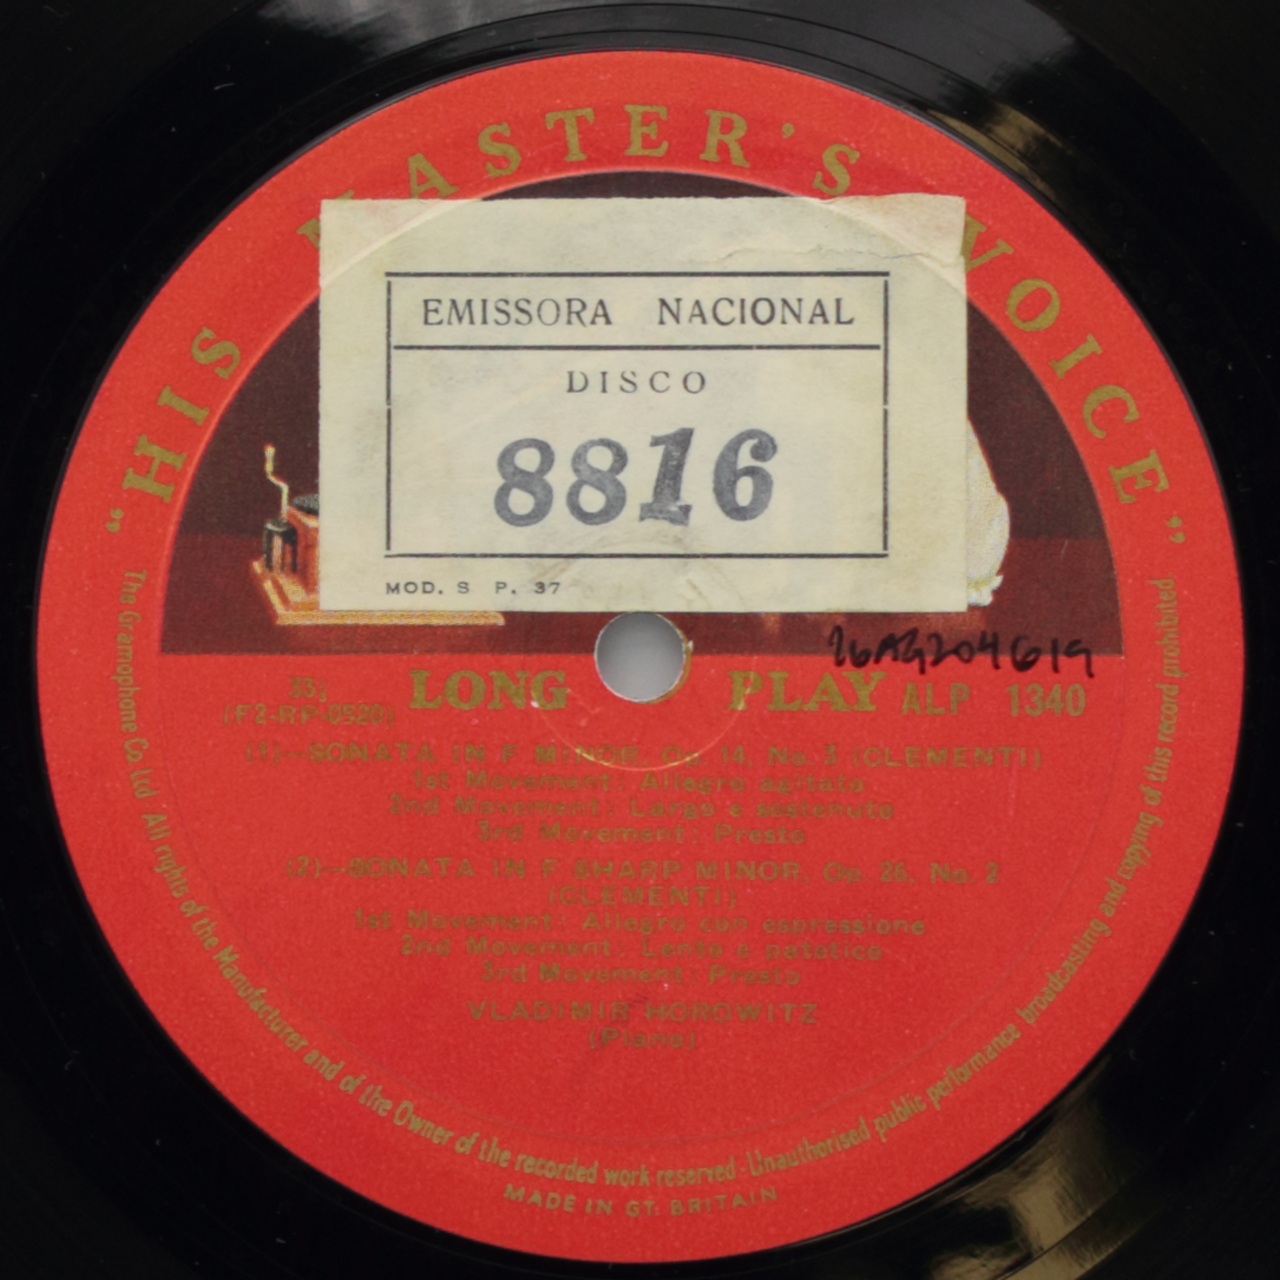 "HIS MASTER'S VOICE"
EMISSORA NACIONAL
DISCO
8816
MOD. S P. 37
26AG204619
LONG PLAY ALP 1340
33⅓
(F2-RP-0520)
(1)—SONATA IN F MINOR, Op. 14, No. 3 (CLEMENTI)
1st Movement: Allegro agitato
2nd Movement: Largo e sostenuto
3rd Movement: Presto
(2)—SONATA IN F SHARP MINOR, Op. 26, No. 2
(CLEMENTI)
1st Movement: Allegro con espressione
2nd Movement: Lento e patetico
3rd Movement: Presto
VLADIMIR HOROWITZ
(Piano)
The Gramophone Co. Ltd. All rights of the Manufacturer and of the Owner of the recorded work reserved · Unauthorised public performance broadcasting and copying of this record prohibited
MADE IN GT. BRITAIN